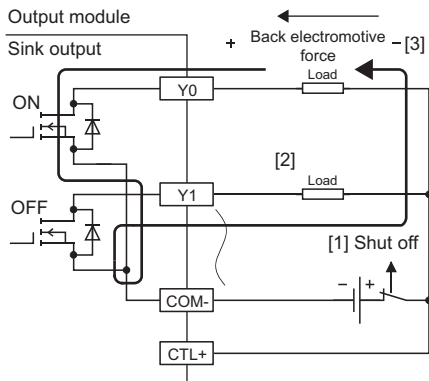 Output module
Sink output
+
Back electromotive
force
- [3]
Load
Y0
ON
[2]
Load
Y1
OFF
[1] Shut off
- +
COM-
CTL+